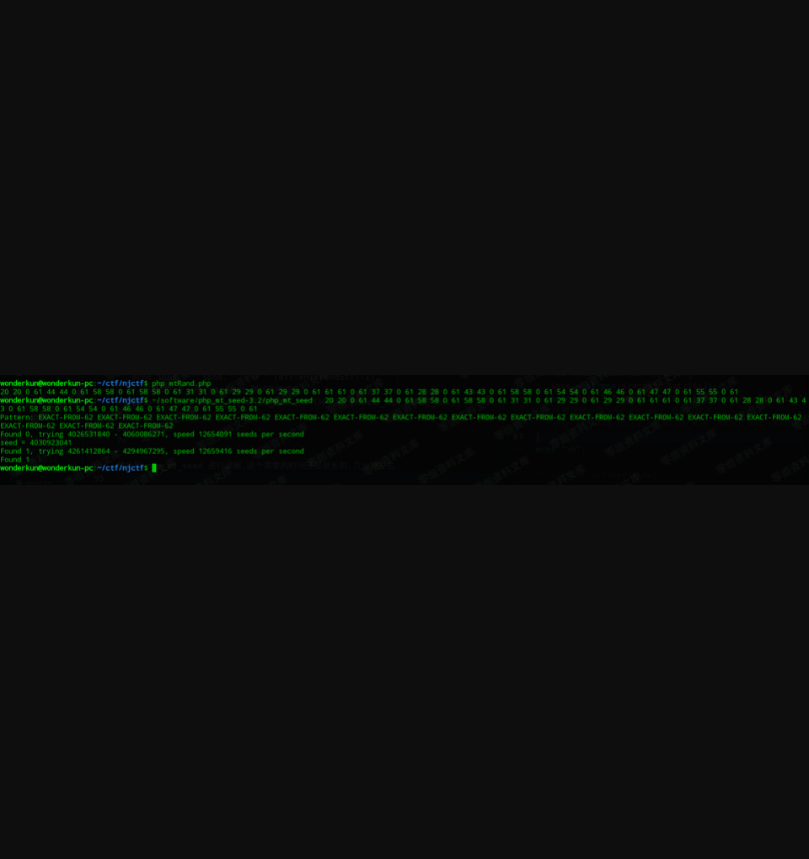 wonderkun@wonderkun-pc:~/ctf/njctf$ php mtRand.php
20 20 0 61 44 44 0 61 58 58 0 61 58 58 0 61 31 31 0 61 29 29 0 61 29 29 0 61 61 61 0 61 37 37 0 61 28 28 0 61 43 43 0 61 58 58 0 61 54 54 0 61 46 46 0 61 47 47 0 61 55 55 0 61
wonderkun@wonderkun-pc:~/ctf/njctf$ ~/software/php_mt_seed-3.2/php_mt_seed 20 20 0 61 44 44 0 61 58 58 0 61 58 58 0 61 31 31 0 61 29 29 0 61 29 29 0 61 61 61 0 61 37 37 0 61 28 28 0 61 43 4
3 0 61 58 58 0 61 54 54 0 61 46 46 0 61 47 47 0 61 55 55 0 61
Pattern: EXACT-FROM-62 EXACT-FROM-62 EXACT-FROM-62 EXACT-FROM-62 EXACT-FROM-62 EXACT-FROM-62 EXACT-FROM-62 EXACT-FROM-62 EXACT-FROM-62 EXACT-FROM-62 EXACT-FROM-62 EXACT-FROM-62 EXACT-FROM-62
EXACT-FROM-62 EXACT-FROM-62 EXACT-FROM-62
Found 0, trying 4026531840 - 4060086271, speed 12654091 seeds per second
seed = 4030923041
Found 1, trying 4261412864 - 4294967295, speed 12659416 seeds per second
Found 1
wonderkun@wonderkun-pc:~/ctf/njctf$